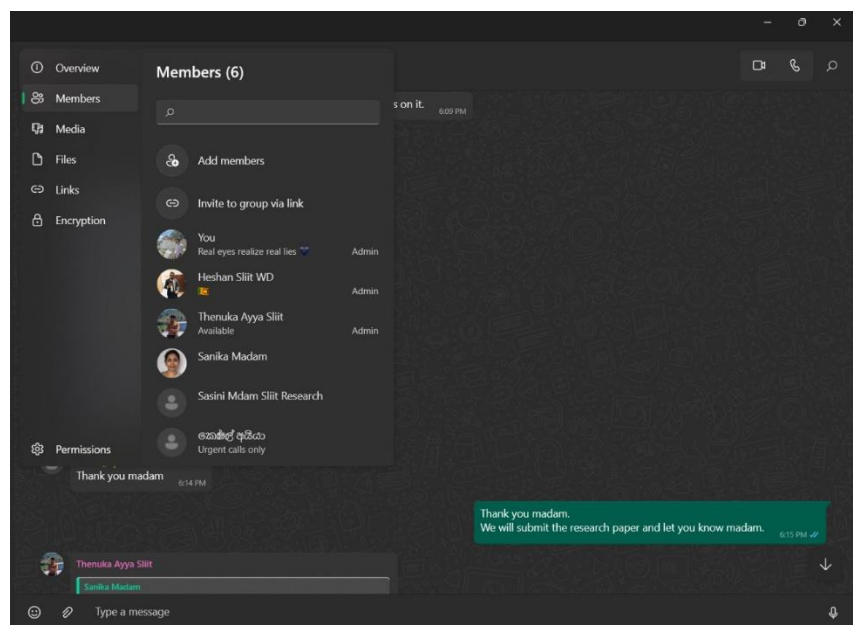 Overview
Members
Media
Files
Links
Encryption
Permissions
Members (6)
Add members
Invite to group via link
You
Real eyes realize real lies
Admin
Heshan Sliit WD
Admin
Thenuka Ayya Sliit
Available
Admin
Sanika Madam
Sasini Mdam Sliit Research
අයියා
Urgent calls only
s on it.
6:09 PM
Thank you madam
6:14 PM
Thank you madam.
We will submit the research paper and let you know madam.
6:15 PM
Thenuka Ayya Sliit
Sanika Madam
Type a message